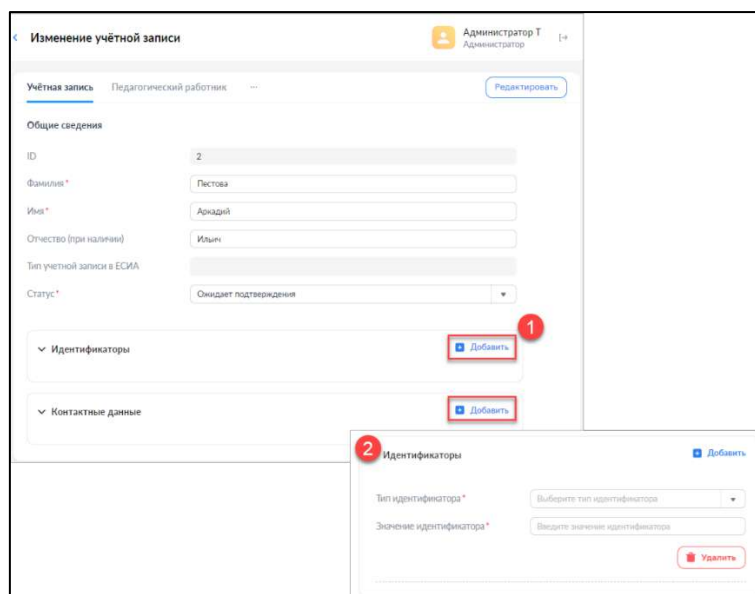 Изменение учётной записи
Администратор Т
Администратор
Учётная запись Педагогический работник ...
Редактировать
Общие сведения
ID 2
Фамилия* Пестова
Имя* Аркадий
Отчество (при наличии) Ильич
Тип учетной записи в ЕСИА
Статус* Ожидает подтверждения
1
Идентификаторы Добавить
Контактные данные Добавить
2 Идентификаторы Добавить
Тип идентификатора* Выберите тип идентификатора
Значение идентификатора* Введите значение идентификатора
Удалить